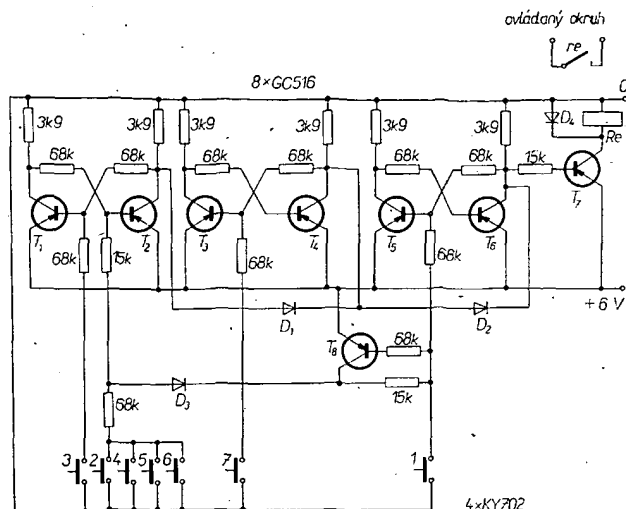 ovládaný okruh
re
8×GC516
0
3k9
3k9
3k9
3k9
3k9
3k9
D4
Re
68k
68k
68k
68k
68k
68k
15k
T1
T2
T3
T4
T5
T6
T7
68k
15k
68k
68k
+6 V
D1
D2
T8
68k
D3
15k
68k
3
2
4
5
6
7
1
4×KY702